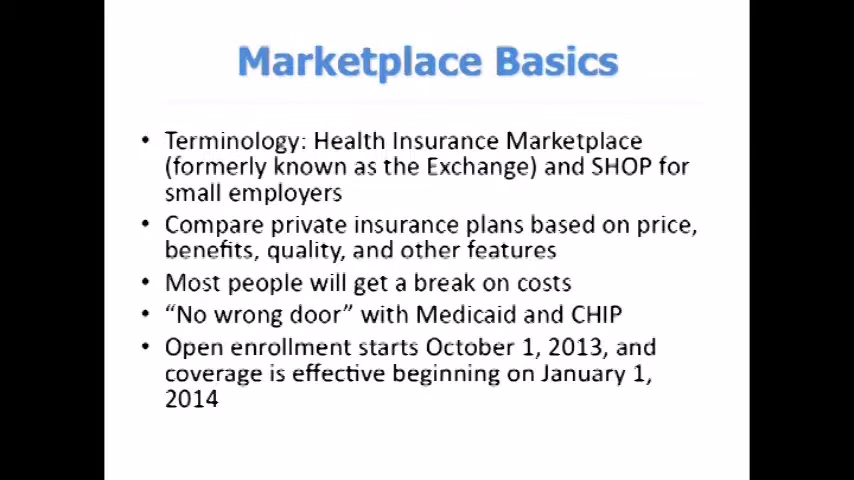 Marketplace Basics
• Terminology: Health Insurance Marketplace
(formerly known as the Exchange) and SHOP for
small employers
• Compare private insurance plans based on price,
benefits, quality, and other features
• Most people will get a break on costs
• “No wrong door” with Medicaid and CHIP
• Open enrollment starts October 1, 2013, and
coverage is effective beginning on January 1,
2014